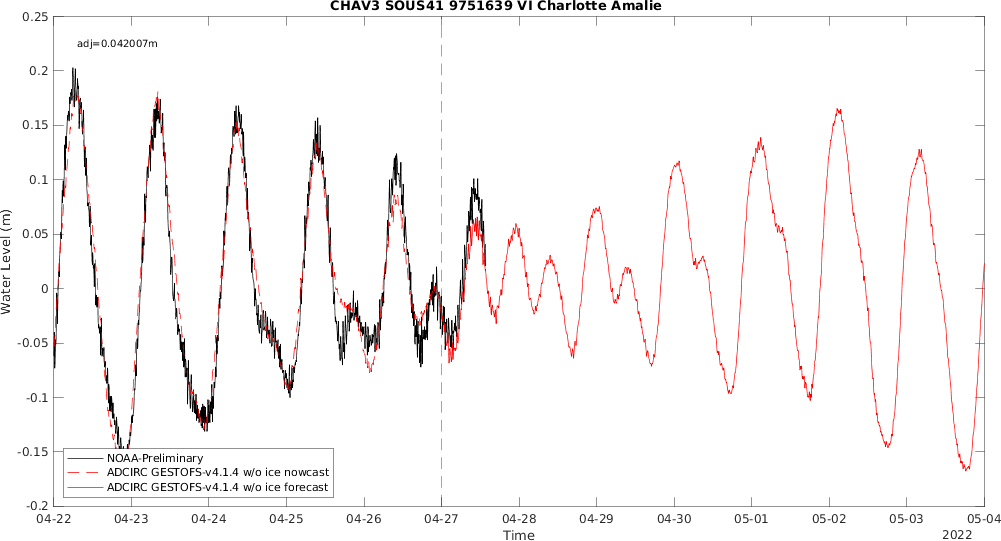 CHAV3 SOUS41 9751639 VI Charlotte Amalie
0.25
adj=0.042007m
0.2
0.15
0.1
0.05
0
-0.05
-0.1
-0.15
-0.2
Water Level (m)
NOAA-Preliminary
ADCIRC GESTOFS-v4.1.4 w/o ice nowcast
ADCIRC GESTOFS-v4.1.4 w/o ice forecast
04-22 04-23 04-24 04-25 04-26 04-27 04-28 04-29 04-30 05-01 05-02 05-03 05-04
Time
2022